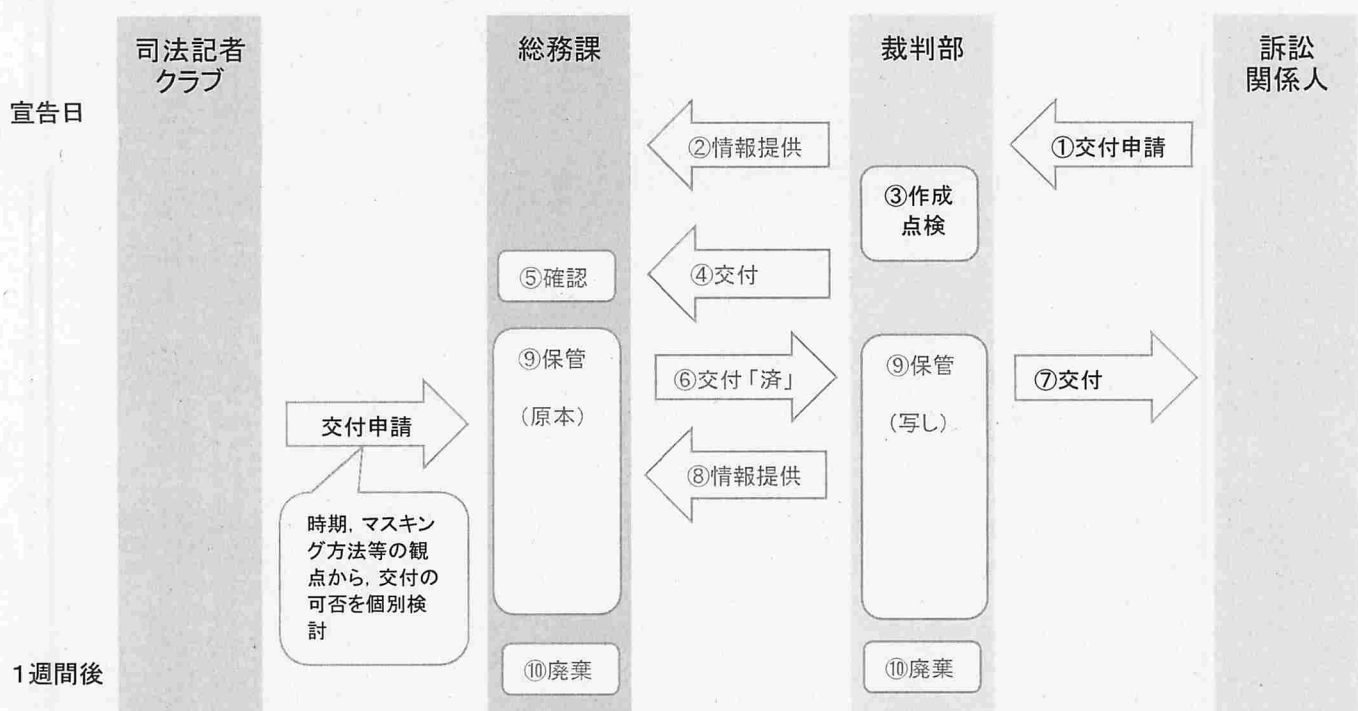 司法記者
クラブ
総務課
裁判部
訴訟
関係人
宣告日
②情報提供
①交付申請
③作成
点検
⑤確認
④交付
⑨保管
(原本)
⑥交付「済」
⑨保管
(写し)
⑦交付
交付申請
⑧情報提供
時期，マスキン
グ方法等の観
点から，交付の
可否を個別検
討
1週間後
⑩廃棄
⑩廃棄